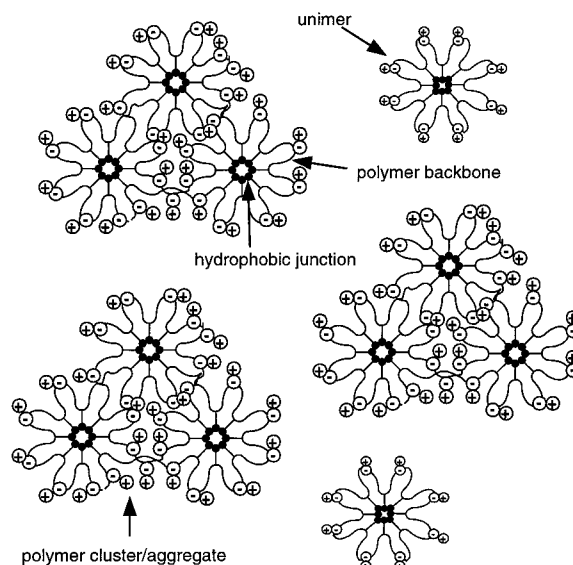 unimer
polymer backbone
hydrophobic junction
polymer cluster/aggregate